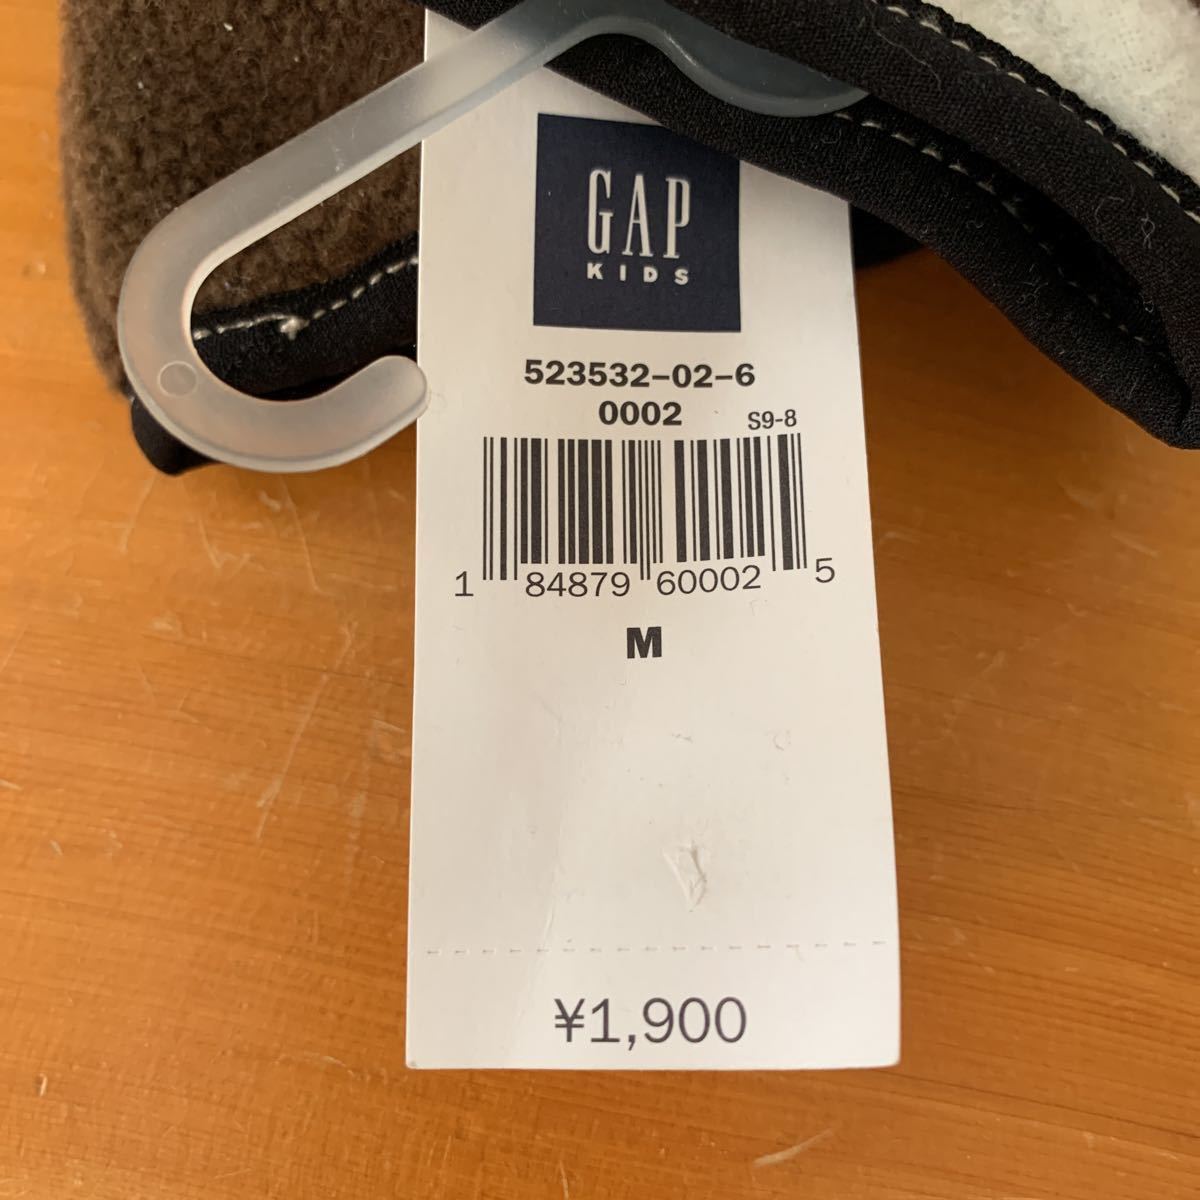 GAP
KIDS
523532-02-6
0002 S9-8
1 84879 60002 5
M
¥1,900